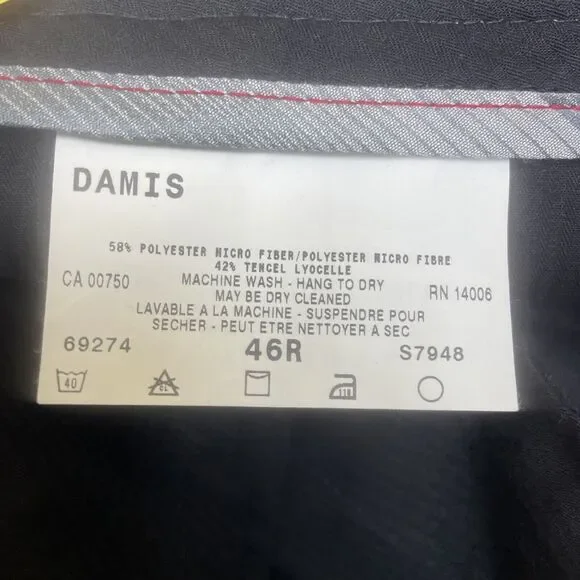 DAMIS
58% POLYESTER MICRO FIBER/POLYESTER MICRO FIBRE
42% TENCEL LYOCELLE
CA 00750 MACHINE WASH - HANG TO DRY RN 14006
MAY BE DRY CLEANED
LAVABLE A LA MACHINE - SUSPENDRE POUR
SECHER - PEUT ETRE NETTOYER A SEC
69274 46R S7948
40 CL 110